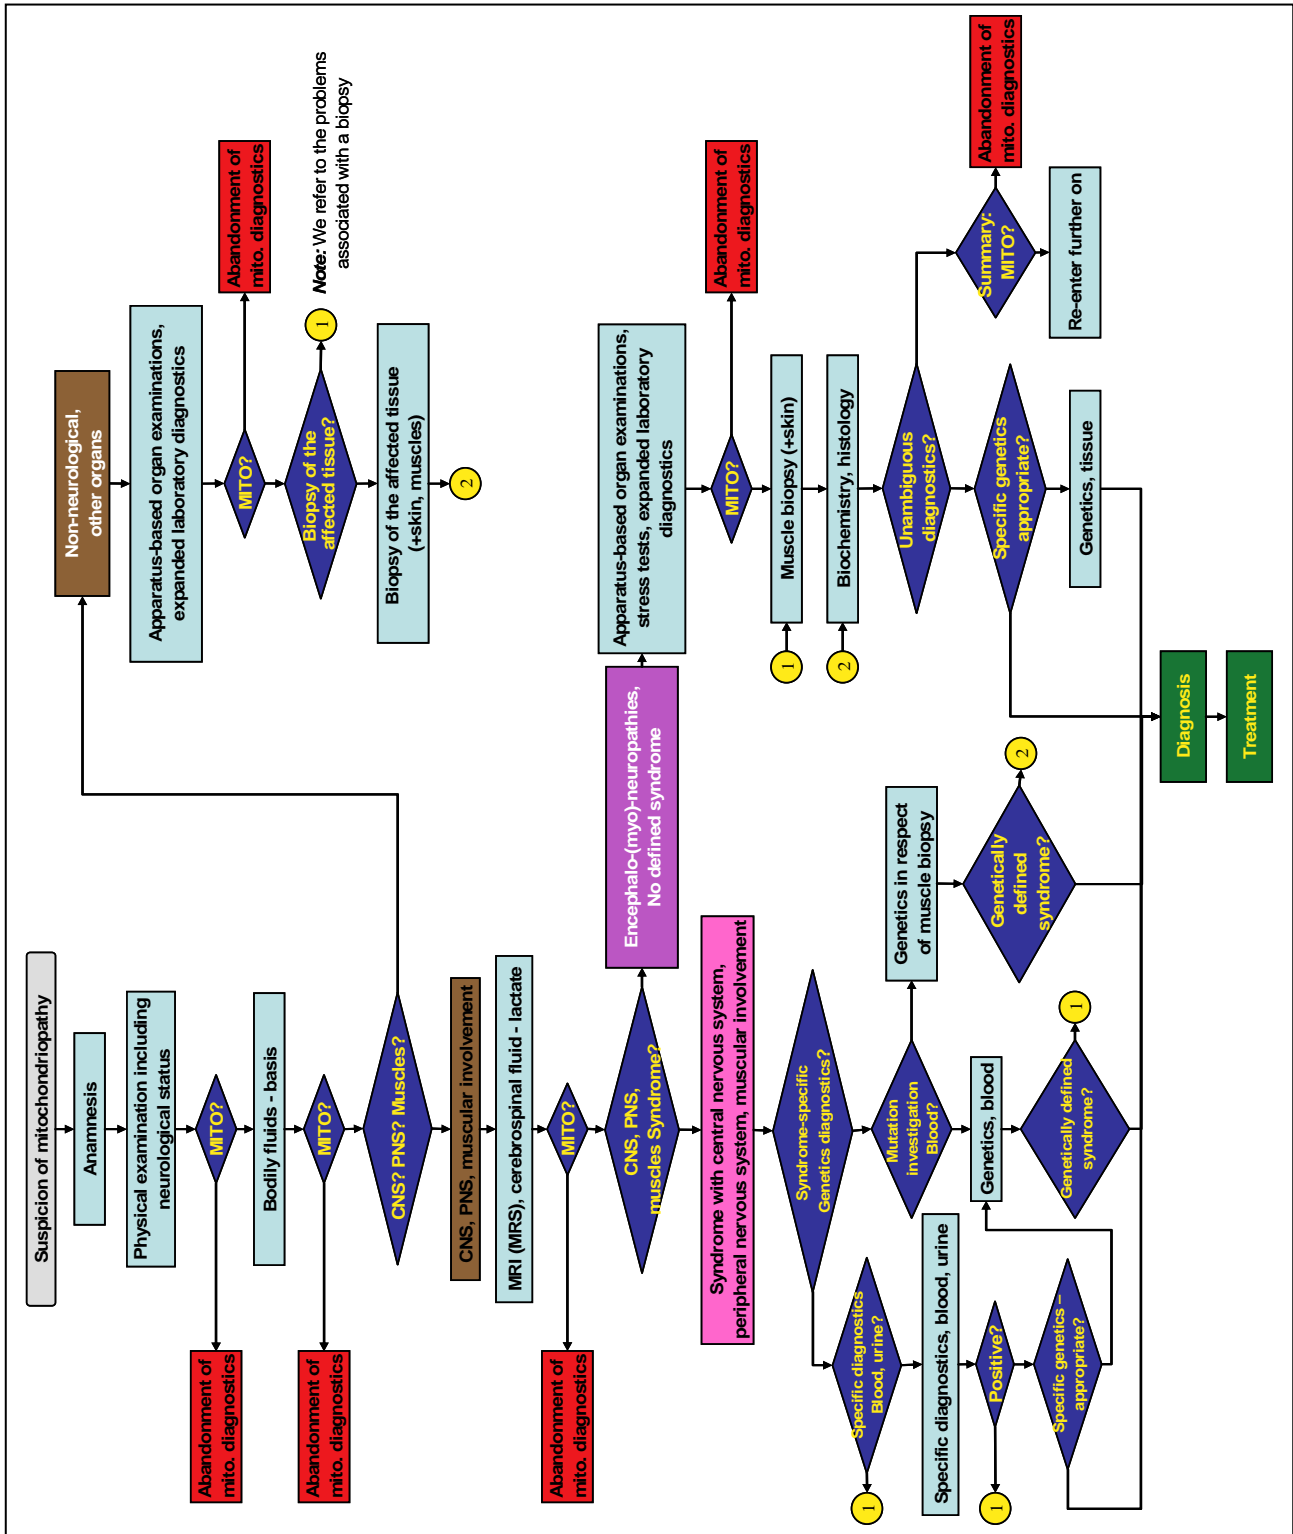 Suspicion of mitochondriopathy
Anamnesis
Physical examination including
neurological status
MITO?
Abandonment of
mito. diagnostics
Bodily fluids - basis
MITO?
Abandonment of
mito. diagnostics
CNS? PNS? Muscles?
Non-neurological,
other organs
Apparatus-based organ examinations,
expanded laboratory diagnostics
MITO?
Abandonment of
mito. diagnostics
Biopsy of the
affected tissue?
1
Note: We refer to the problems
associated with a biopsy
Biopsy of the affected tissue
(+skin, muscles)
2
CNS, PNS, muscular involvement
MRI (MRS), cerebrospinal fluid - lactate
MITO?
Abandonment of
mito. diagnostics
CNS, PNS,
muscles Syndrome?
Encephalo-(myo)-neuropathies,
No defined syndrome
Apparatus-based organ examinations,
stress tests, expanded laboratory
diagnostics
MITO?
Abandonment of
mito. diagnostics
1
Muscle biopsy (+skin)
2
Biochemistry, histology
Unambiguous
diagnostics?
Summary:
MITO?
Abandonment of
mito. diagnostics
Re-enter further on
Specific genetics
appropriate?
Genetics, tissue
Syndrome with central nervous system,
peripheral nervous system, muscular involvement
Syndrome-specific
Genetics diagnostics?
Specific diagnostics
Blood, urine?
1
Specific diagnostics, blood, urine
Positive?
1
Specific genetics –
appropriate?
Mutation
investigation
Blood?
Genetics in respect
of muscle biopsy
Genetically
defined
syndrome?
2
Genetics, blood
Genetically defined
syndrome?
1
Diagnosis
Treatment